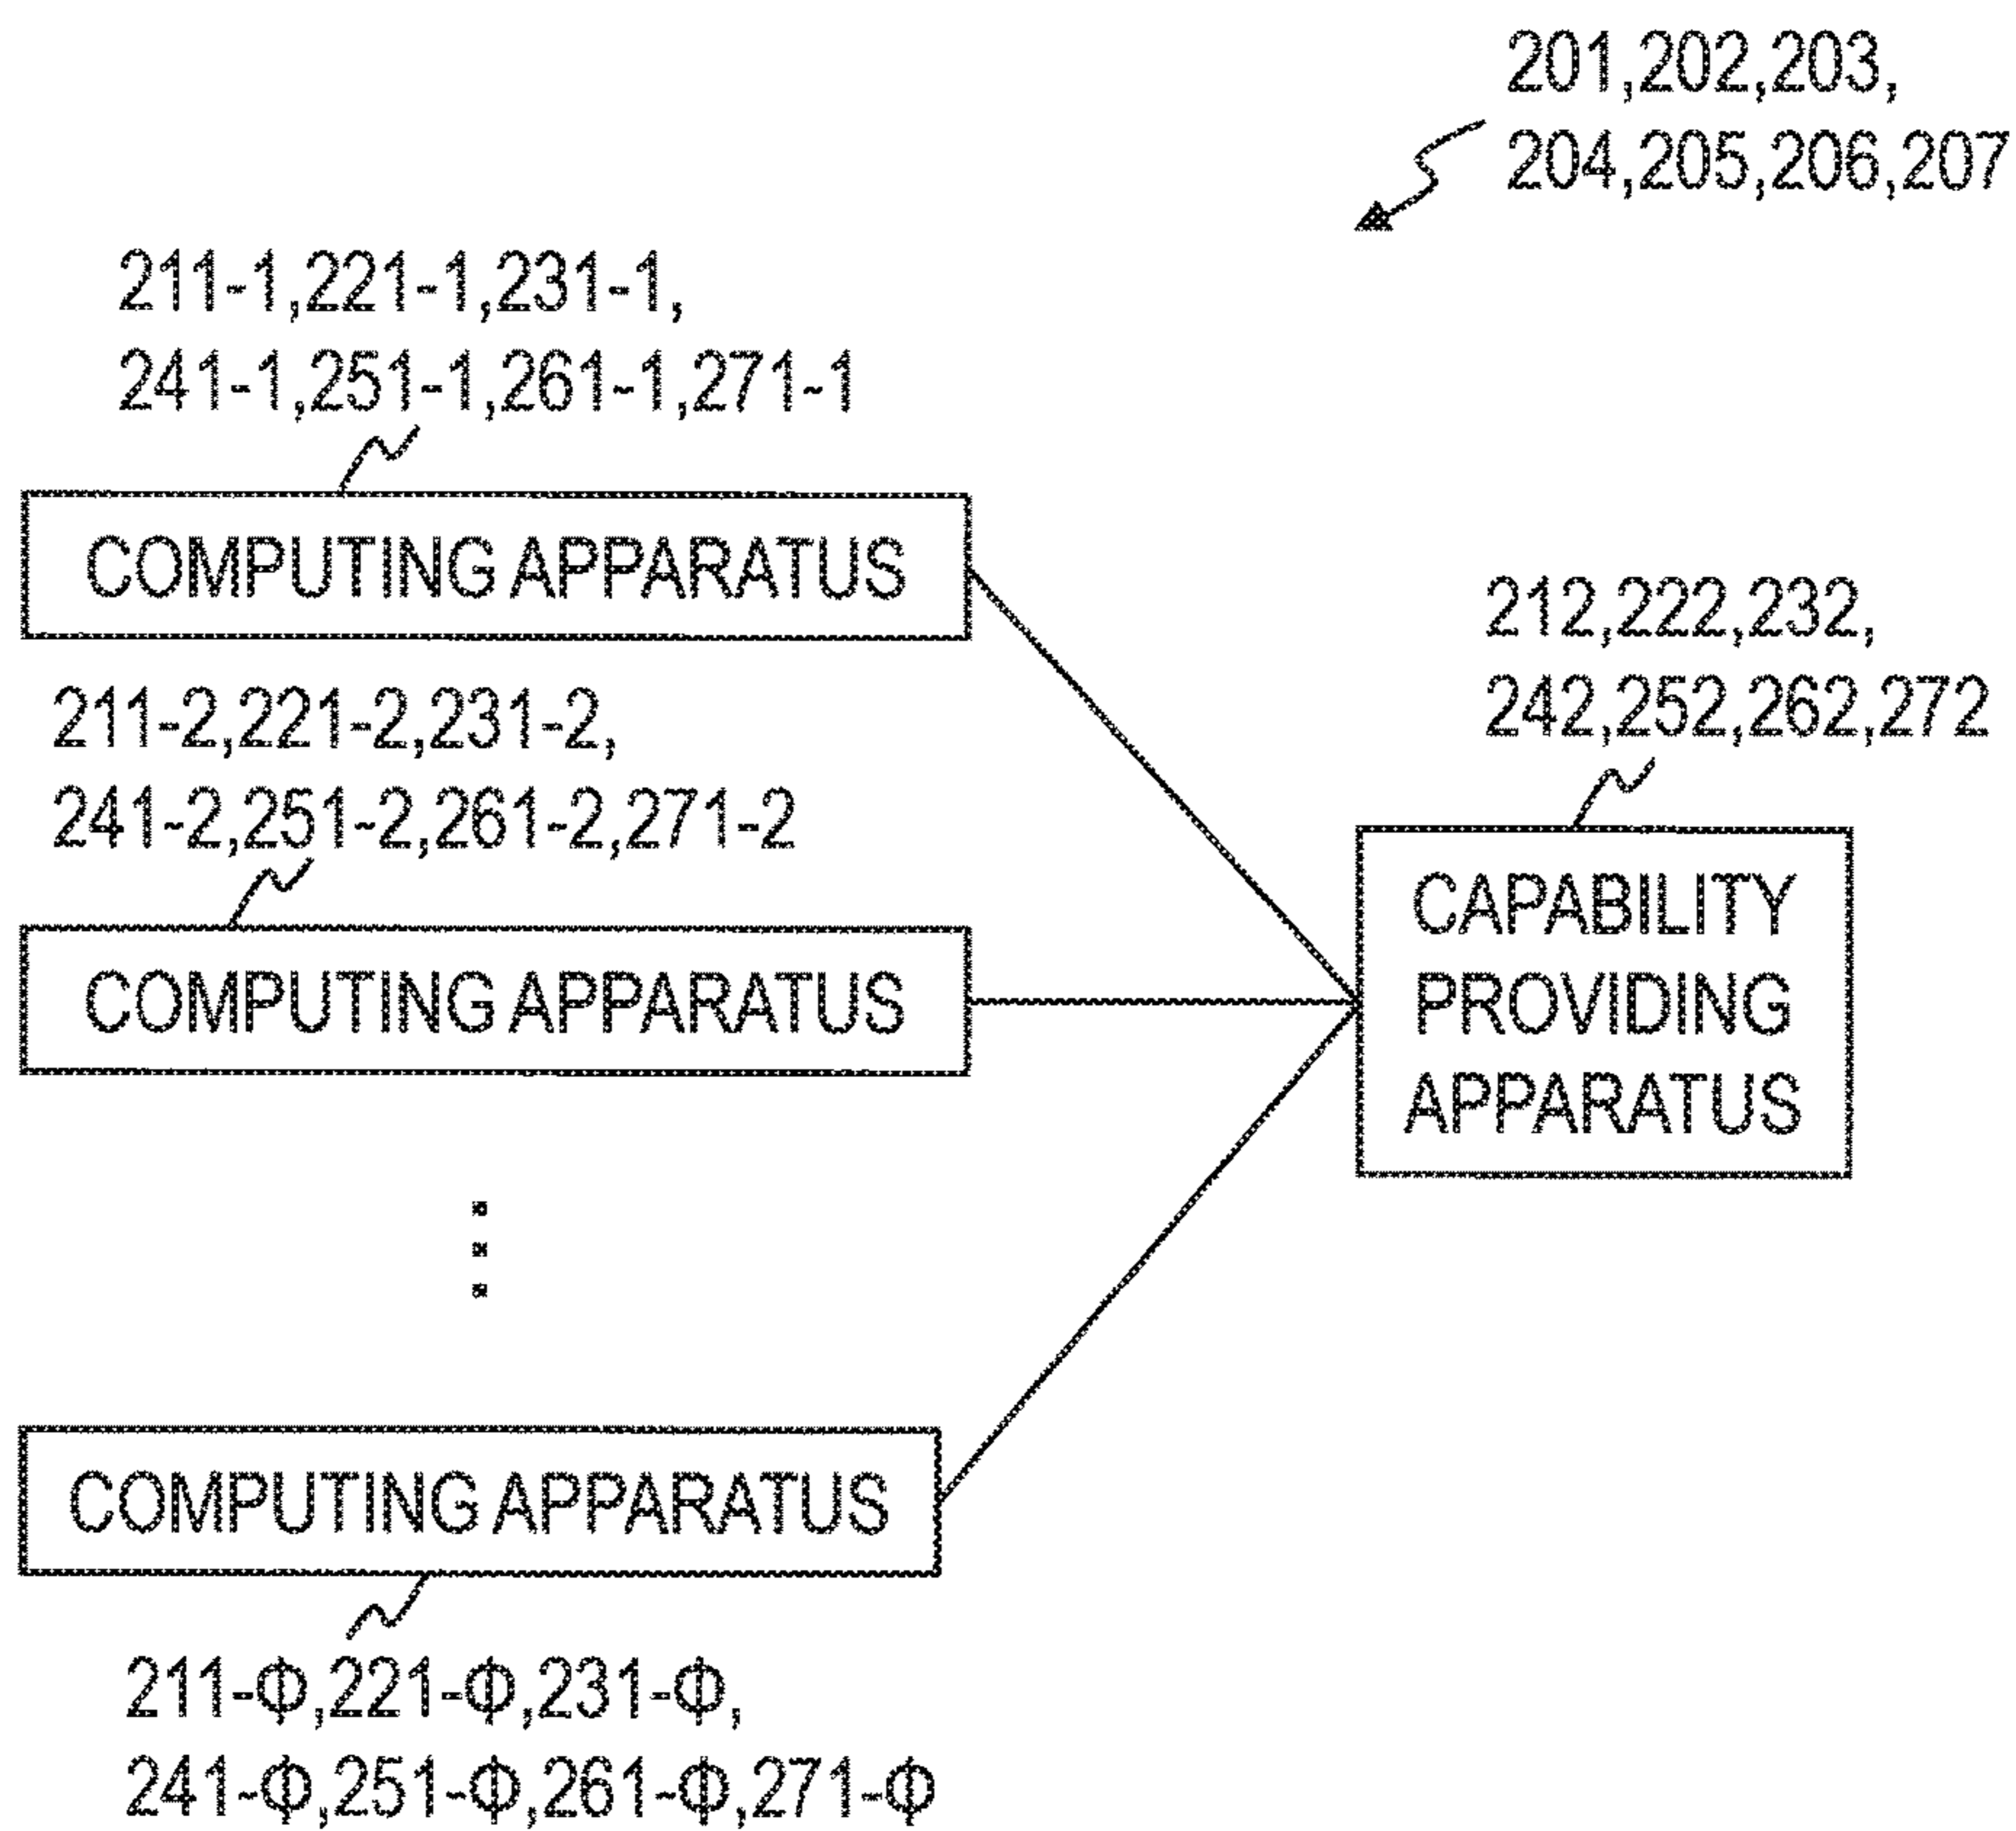 201,202,203,
204,205,206,207
211-1,221-1,231-1,
241-1,251-1,261-1,271-1
COMPUTING APPARATUS
212,222,232,
242,252,262,272
211-2,221-2,231-2,
241-2,251-2,261-2,271-2
COMPUTING APPARATUS
CAPABILITY
PROVIDING
APPARATUS
COMPUTING APPARATUS
211-Φ,221-Φ,231-Φ,
241-Φ,251-Φ,261-Φ,271-Φ